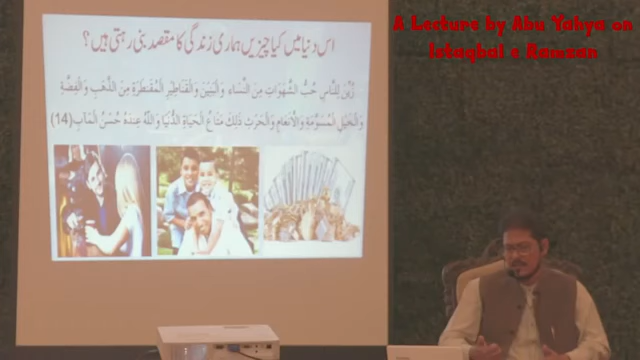 A Lecture by Abu Yahya on
Istaqbal e Ramzan
اس دنیا میں کیا چیزیں ہماری زندگی کا مقصد بنی رہتی ہیں؟
زُيِّنَ لِلنَّاسِ حُبُّ الشَّهَوَاتِ مِنَ النِّسَاء وَالْبَنِينَ وَالْقَنَاطِيرِ الْمُقَنطَرَةِ مِنَ الذَّهَبِ وَالْفِضَّةِ
وَالْخَيْلِ الْمُسَوَّمَةِ وَالأَنْعَامِ وَالْحَرْثِ ذَلِكَ مَتَاعُ الْحَيَاةِ الدُّنْيَا وَاللّهُ عِندَهُ حُسْنُ الْمَآبِ(14)